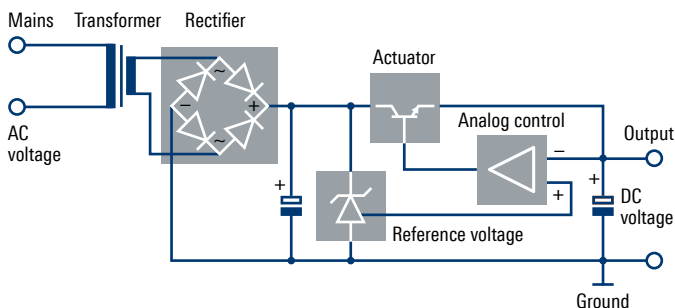 Mains
Transformer
Rectifier
Actuator
Analog control
Output
AC
voltage
~
−
+
~
+
−
+
+
DC
voltage
Reference voltage
Ground